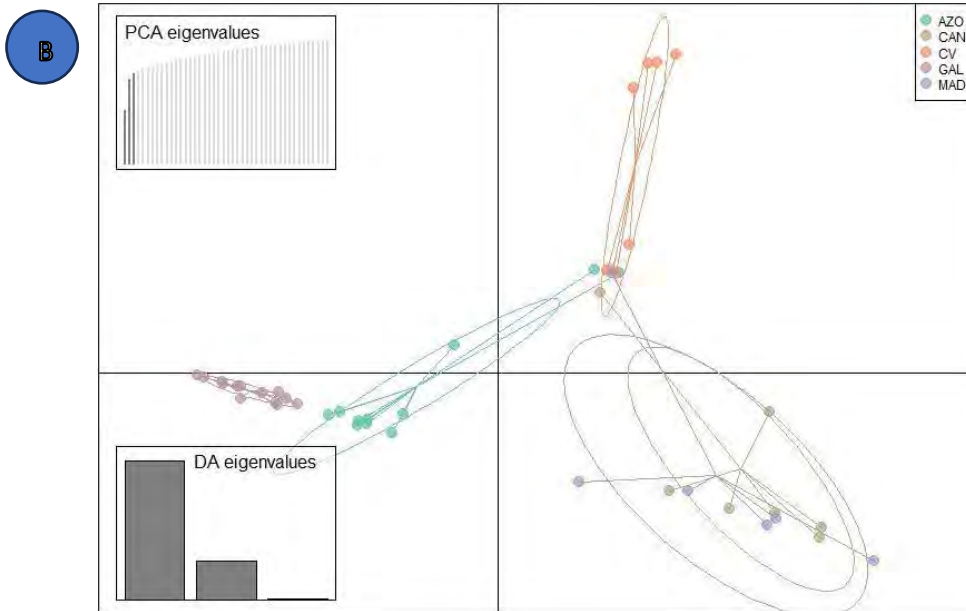 B
PCA eigenvalues
AZO
CAN
CV
GAL
MAD
DA eigenvalues